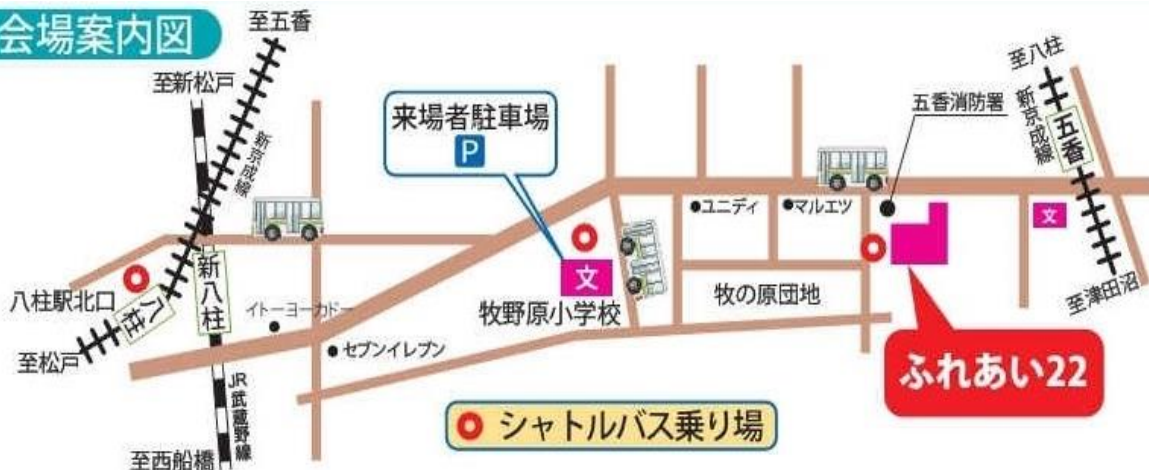 会場案内図
至五香
至新松戸
新京成線
来場者駐車場
P
五香消防署
至八柱
新京成線
五香
ユニディ
マルエツ
文
文
牧野原小学校
牧の原団地
至津田沼
八柱駅北口
八柱
新八柱
イトーヨーカドー
至松戸
セブンイレブン
JR武蔵野線
至西船橋
ふれあい22
シャトルバス乗り場